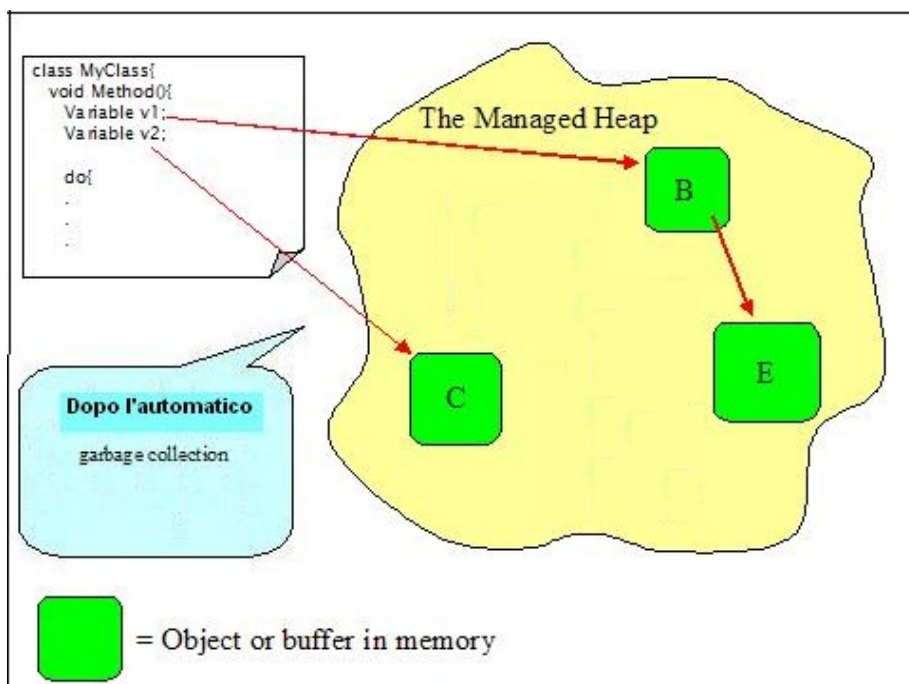 class MyClass{
void Method(){
Variable v1;
Variable v2;
do{
.
.
.
The Managed Heap
B
E
C
Dopo l'automatico
garbage collection
= Object or buffer in memory